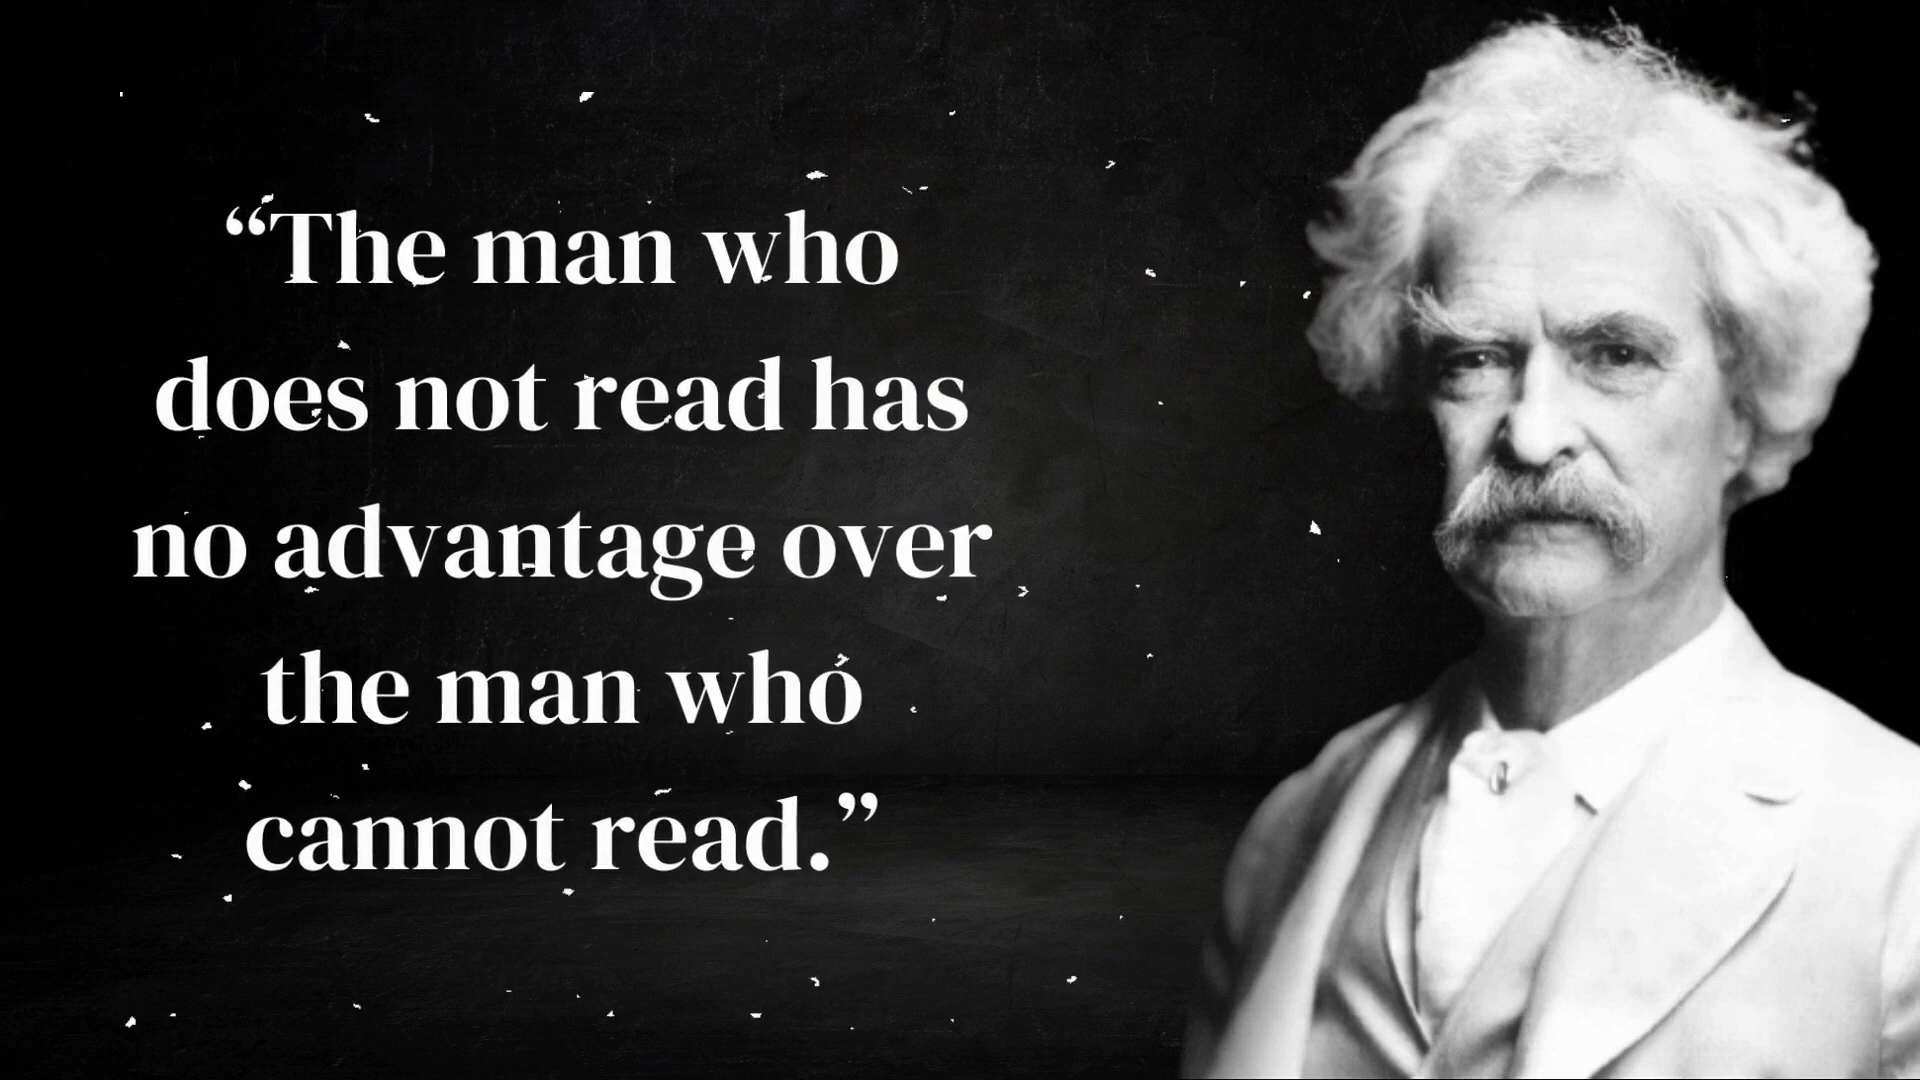 “The man who
does not read has
no advantage over
the man who
cannot read.”